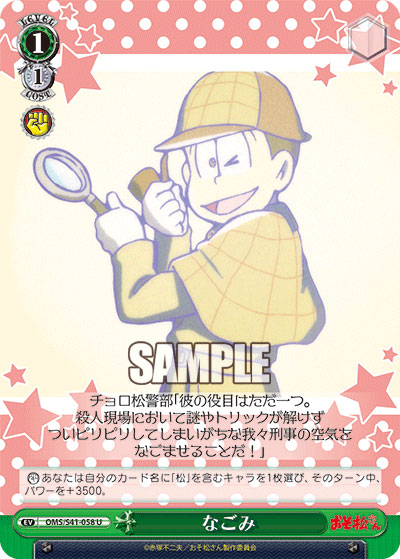 LEVEL
1
1
COST
SAMPLE
チョロ松警部「彼の役目はただ一つ。
殺人現場において謎やトリックが解けず
ついピリピリしてしまいがちな我々刑事の空気を
なごませることだ！」
あなたは自分のカード名に「松」を含むキャラを1枚選び、そのターン中、
パワーを+3500。
EV OMS/S41-058 U なごみ おそ松さん
©赤塚不二夫／おそ松さん製作委員会